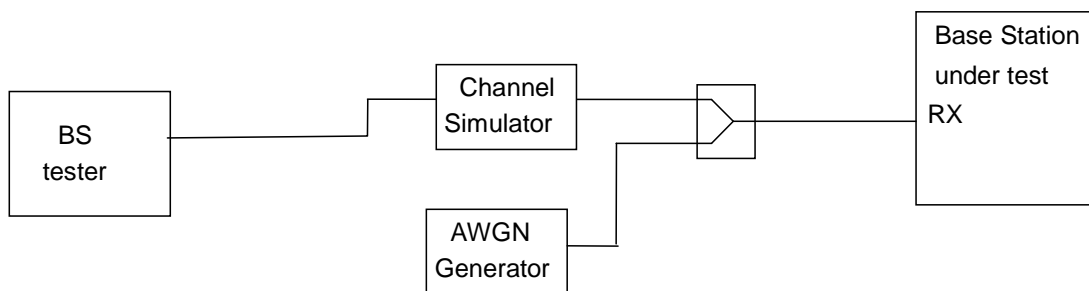 BS
tester
Channel
Simulator
AWGN
Generator
Base Station
under test
RX